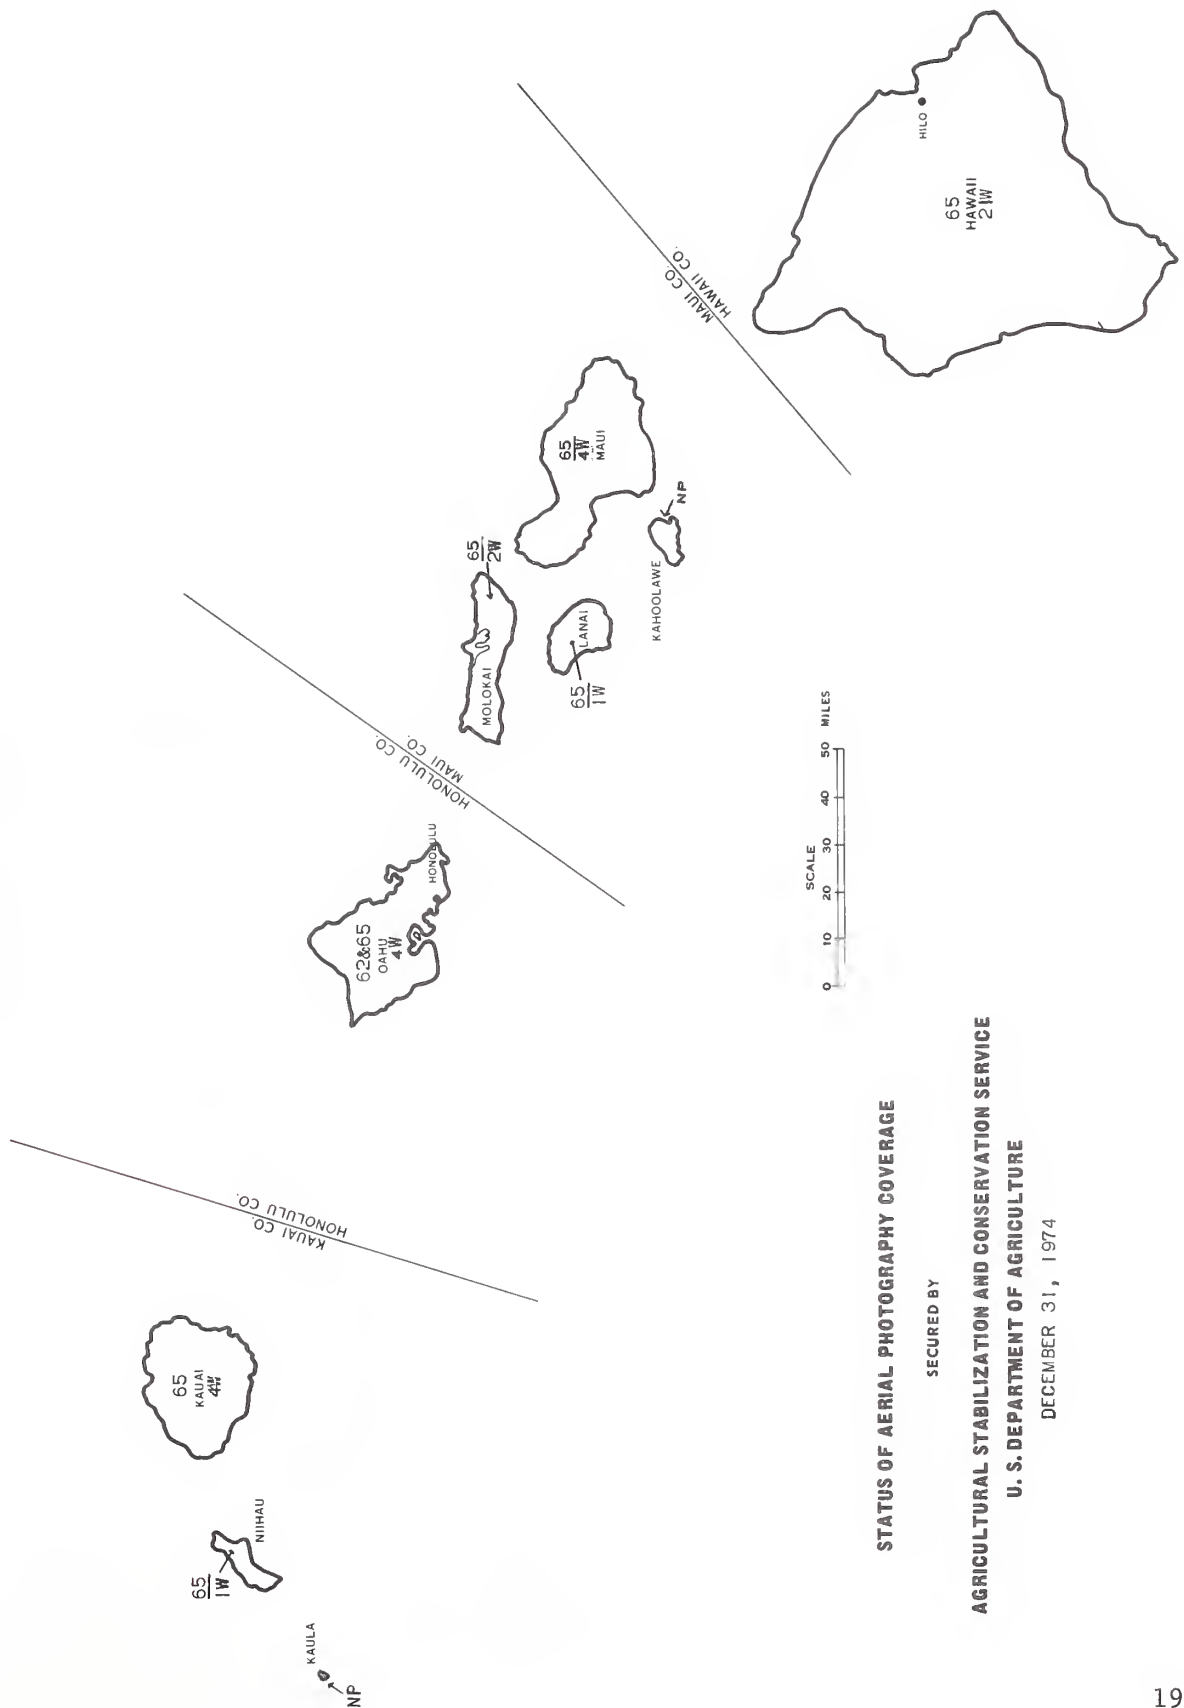 KAULA
NP
65
1W
NIIHAU
65
KAUAI
4W
KAUAI CO.
HONOLULU CO.
62&65
OAHU
4W
HONOLULU
HONOLULU CO.
MAUI CO.
MOLOKAI
65
2W
65
1W
LANAI
65
4W
MAUI
KAHOOLAWE
NP
MAUI CO.
HAWAII CO.
HILO
65
HAWAII
21W
SCALE
0 10 20 30 40 50 MILES
STATUS OF AERIAL PHOTOGRAPHY COVERAGE
SECURED BY
AGRICULTURAL STABILIZATION AND CONSERVATION SERVICE
U. S. DEPARTMENT OF AGRICULTURE
DECEMBER 31, 1974
19